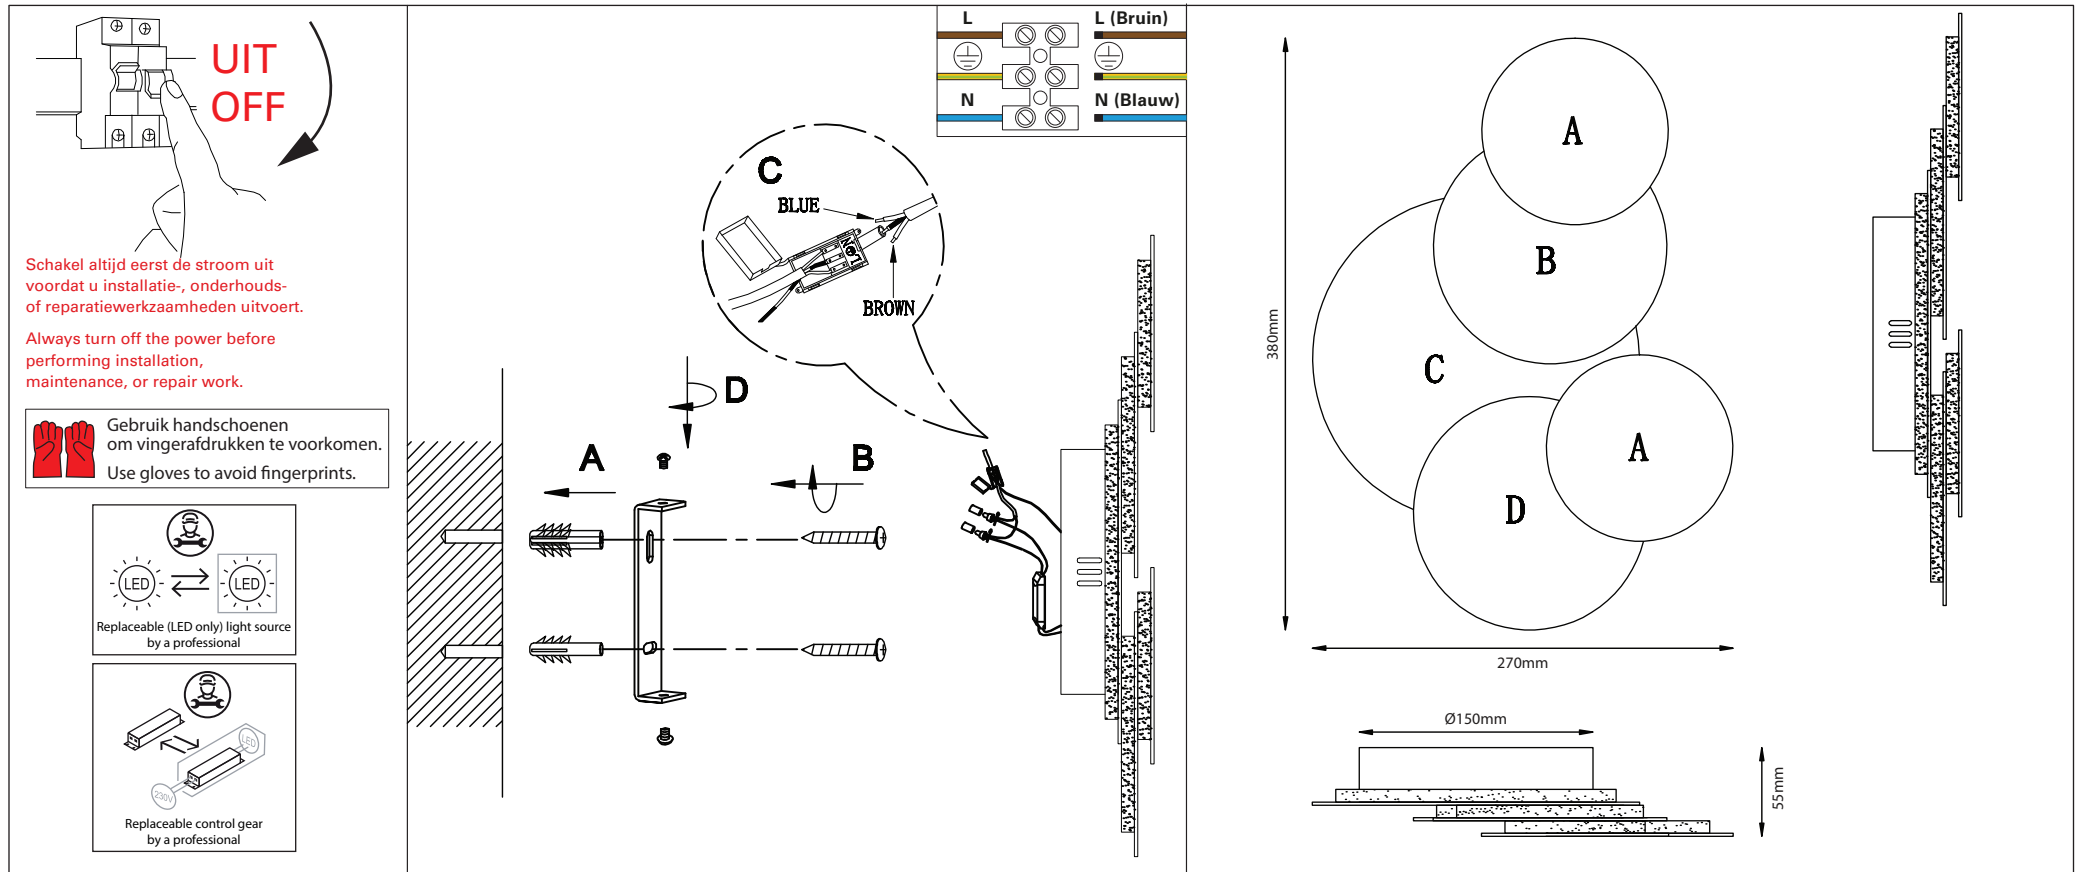 UIT
OFF
Schakel altijd eerst de stroom uit
voordat u installatie-, onderhouds-
of reparatiewerkzaamheden uitvoert.
Always turn off the power before
performing installation,
maintenance, or repair work.
Gebruik handschoenen
om vingerafdrukken te voorkomen.
Use gloves to avoid fingerprints.
LED
LED
Replaceable (LED only) light source
by a professional
LED
230V
Replaceable control gear
by a professional
L
L (Bruin)
N
N (Blauw)
C
BLUE
N
L
BROWN
D
A
B
A
B
C
A
D
380mm
270mm
Ø150mm
55mm